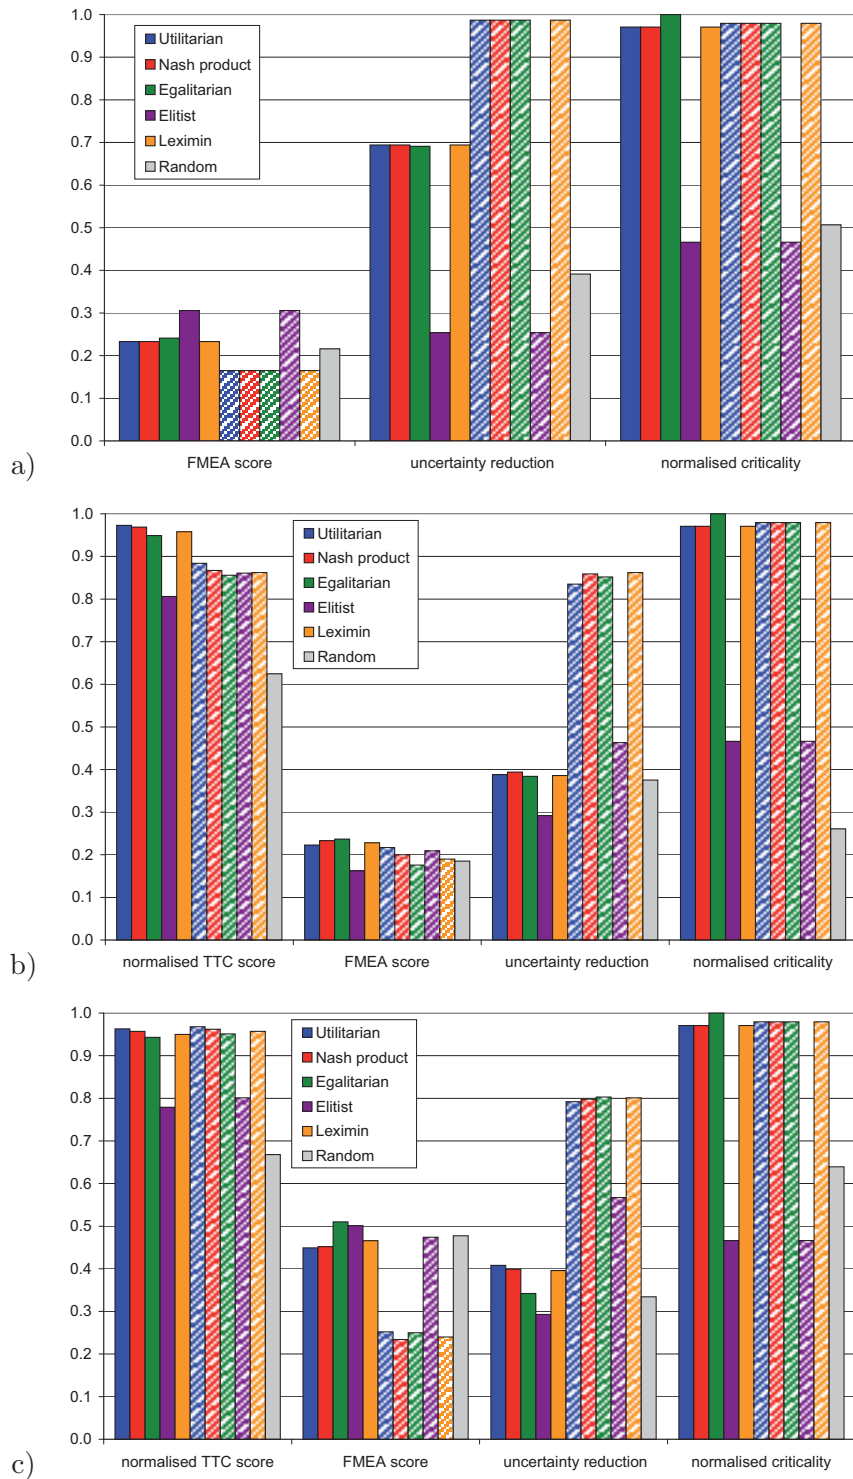 1.0
0.9
0.8
0.7
0.6
0.5
0.4
0.3
0.2
0.1
0.0
Utilitarian
Nash product
Egalitarian
Elitist
Leximin
Random
FMEA score uncertainty reduction normalised criticality
a)
1.0
0.9
0.8
0.7
0.6
0.5
0.4
0.3
0.2
0.1
0.0
Utilitarian
Nash product
Egalitarian
Elitist
Leximin
Random
normalised TTC score FMEA score uncertainty reduction normalised criticality
b)
1.0
0.9
0.8
0.7
0.6
0.5
0.4
0.3
0.2
0.1
0.0
Utilitarian
Nash product
Egalitarian
Elitist
Leximin
Random
normalised TTC score FMEA score uncertainty reduction normalised criticality
c)